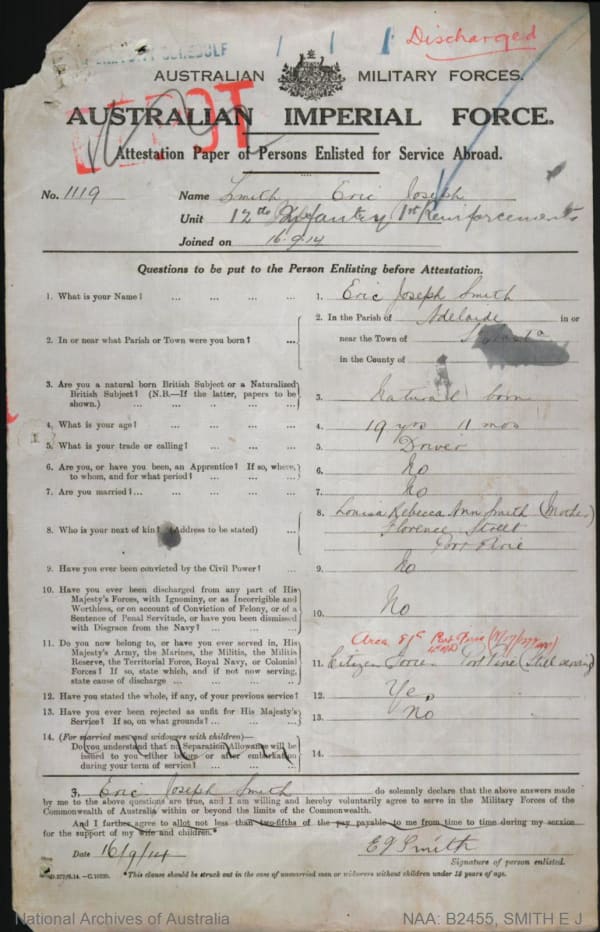 Discharged
AUSTRALIAN MILITARY FORCES.
AUSTRALIAN IMPERIAL FORCE.
DEPOT
Attestation Paper of Persons Enlisted for Service Abroad.
No. 1119 Name Smith Eric Joseph
Unit 12th Infantry 1st Reinforcements
Joined on 16.9.14
Questions to be put to the Person Enlisting before Attestation.
1. What is your Name? ... ... ... 1. Eric Joseph Smith
2. In or near what Parish or Town were you born? ... 2. In the Parish of Adelaide in or
near the Town of
in the County of
3. Are you a natural born British Subject or a Naturalized
British Subject? (N.B.—If the latter, papers to be
shown.) ... ... ... ... ... 3. Natural born
4. What is your age? ... ... ... 4. 19 yrs 11 mos
5. What is your trade or calling? ... ... ... 5. Driver
6. Are you, or have you been, an Apprentice? If so, where,
to whom, and for what period? ... ... ... 6. No
7. Are you married? ... ... ... ... 7. No
8. Who is your next of kin? (Address to be stated) ... 8. Louisa Rebecca Ann Smith (Mother)
Florence Street
Port Pirie
9. Have you ever been convicted by the Civil Power? ... 9. No
10. Have you ever been discharged from any part of His
Majesty's Forces, with Ignominy, or as Incorrigible and
Worthless, or on account of Conviction of Felony, or of a
Sentence of Penal Servitude, or have you been dismissed
with Disgrace from the Navy? ... ... ... 10. No
11. Do you now belong to, or have you ever served in, His
Majesty's Army, the Marines, the Militia, the Militia
Reserve, the Territorial Force, Royal Navy, or Colonial
Forces? If so, state which, and if not now serving,
state cause of discharge ... ... ... 11. Citizen Forces Port Pirie (Still serving)
Area 81C Port Pirie
12. Have you stated the whole, if any, of your previous service? 12. Yes
13. Have you ever been rejected as unfit for His Majesty's
Service? If so, on what grounds? ... ... ... 13. No
14. (For married men and widowers with children)—
Do you understand that no Separation Allowance will be
issued to you either before or after embarkation
during your term of service? ... ... ... 14.
3, Eric Joseph Smith do solemnly declare that the above answers made
by me to the above questions are true, and I am willing and hereby voluntarily agree to serve in the Military Forces of the
Commonwealth of Australia within or beyond the limits of the Commonwealth.
And I further agree to allot not less than two-fifths of the pay payable to me from time to time during my service
for the support of my wife and children.*
Date 16/9/14 E J Smith
Signature of person enlisted.
*This clause should be struck out in the case of unmarried men or widowers without children under 18 years of age.
National Archives of Australia NAA: B2455, SMITH E J